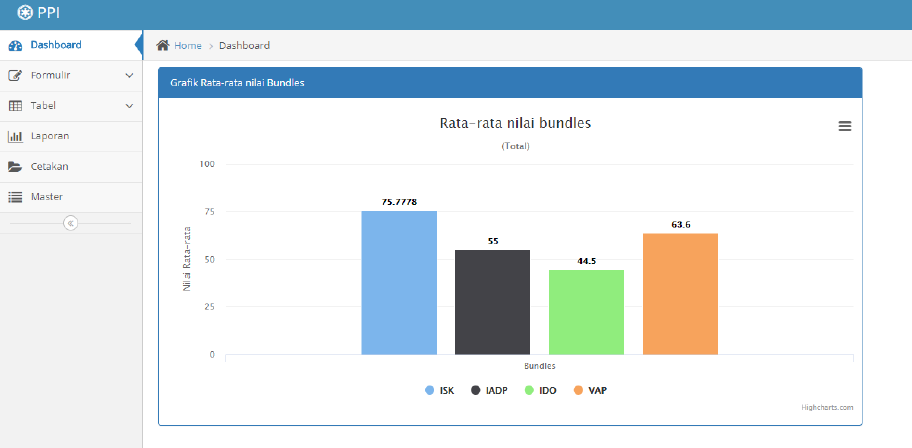 PPI
Dashboard
Formulir
Tabel
Laporan
Cetakan
Master
Home > Dashboard
Grafik Rata-rata nilai Bundles
Rata-rata nilai bundles
(Total)
100
75
50
25
0
Nilai Rata-rata
75.7778
55
44.5
63.6
Bundles
ISK IADP IDO VAP
Highcharts.com